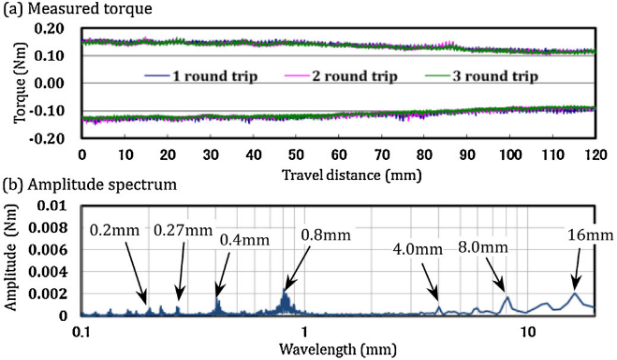 (a) Measured torque
0.20
0.10
0.00
-0.10
-0.20
Torque (Nm)
1 round trip 2 round trip 3 round trip
0 10 20 30 40 50 60 70 80 90 100 110 120
Travel distance (mm)
(b) Amplitude spectrum
0.01
0.008
0.006
0.004
0.002
0
Amplitude (Nm)
0.2mm 0.27mm 0.4mm 0.8mm 4.0mm 8.0mm 16mm
0.1 1 10
Wavelength (mm)